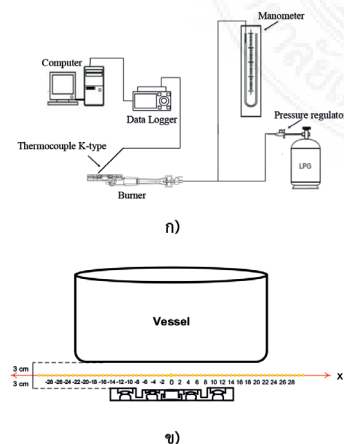 Manometer
Computer
Data Logger
Pressure regulator
Thermocouple K-type
LPG
Burner
ก)
Vessel
3 cm
3 cm
-28 -26 -24 -22 -20 -18 -16 -14 -12 -10 -8 -6 -4 -2 0 2 4 6 8 10 12 14 16 18 20 22 24 26 28
X
ข)